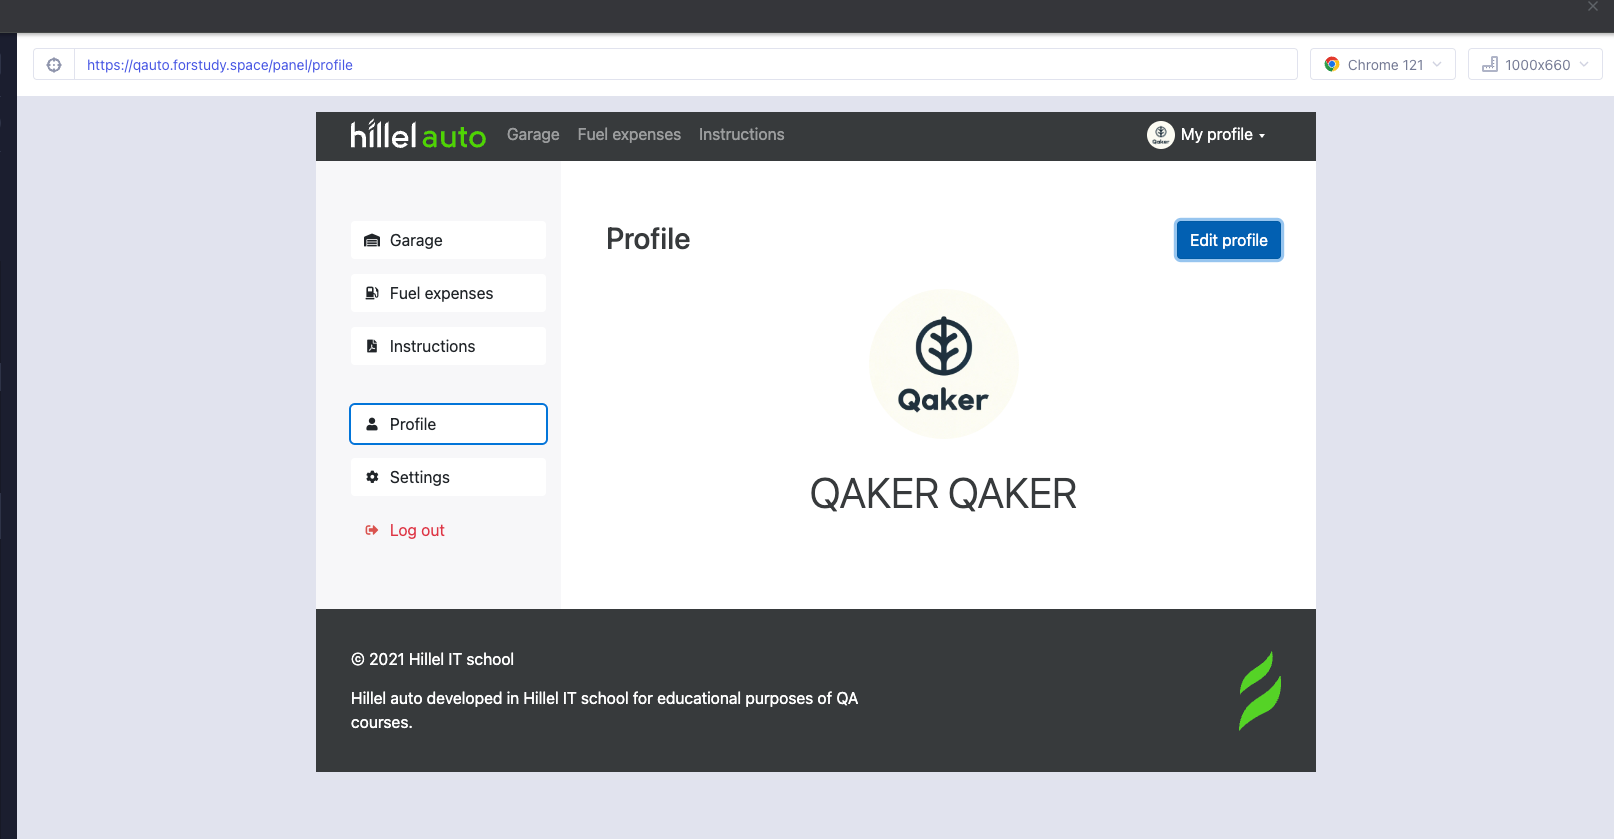 https://qauto.forstudy.space/panel/profile
Chrome 121
1000x660
hillel auto
Garage
Fuel expenses
Instructions
Qaker
My profile
Garage
Fuel expenses
Instructions
Profile
Settings
Log out
Profile
Edit profile
Qaker
QAKER QAKER
© 2021 Hillel IT school
Hillel auto developed in Hillel IT school for educational purposes of QA
courses.